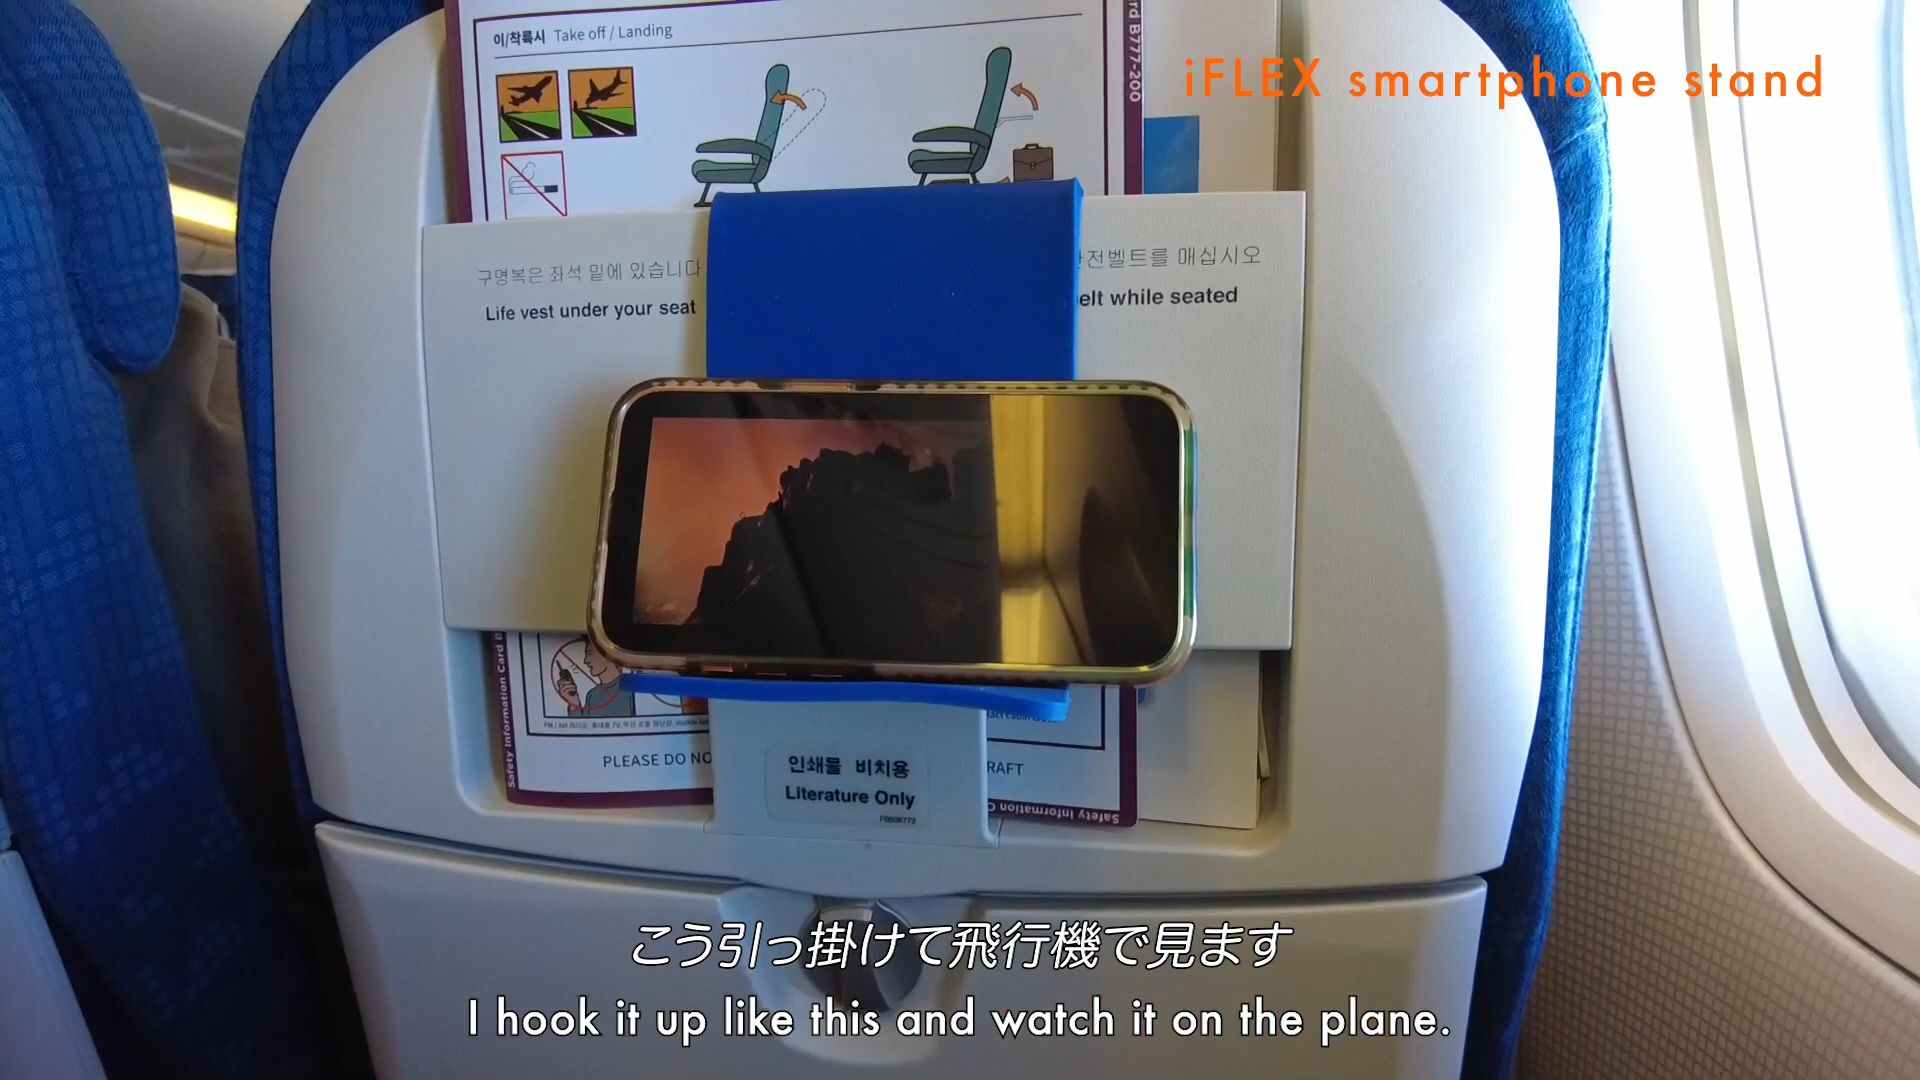 이/착륙시 Take off / Landing
rd B777-200
iFLEX smartphone stand
구명복은 좌석 밑에 있습니다
전벨트를 매십시오
Life vest under your seat
elt while seated
Safety Information Card
PLEASE DO NO
RAFT
인쇄물 비치용
Literature Only
F0508772
Safety Information C
こう引っ掛けて飛行機で見ます
I hook it up like this and watch it on the plane.